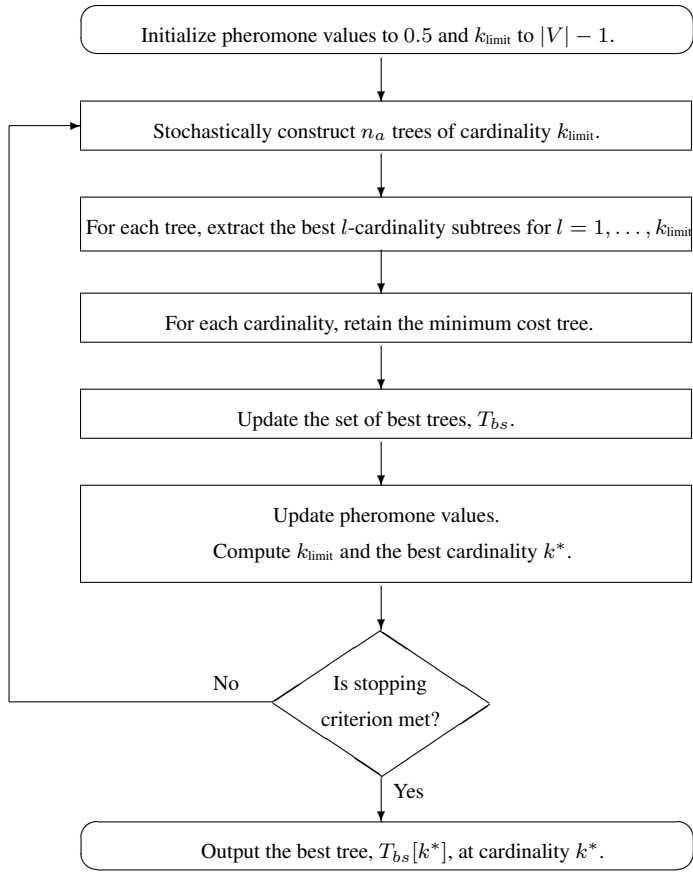 Initialize pheromone values to 0.5 and k_limit to |V| − 1.
Stochastically construct n_a trees of cardinality k_limit.
For each tree, extract the best l-cardinality subtrees for l = 1, . . . , k_limit
For each cardinality, retain the minimum cost tree.
Update the set of best trees, T_bs.
Update pheromone values.
Compute k_limit and the best cardinality k*.
Is stopping
criterion met?
No
Yes
Output the best tree, T_bs[k*], at cardinality k*.